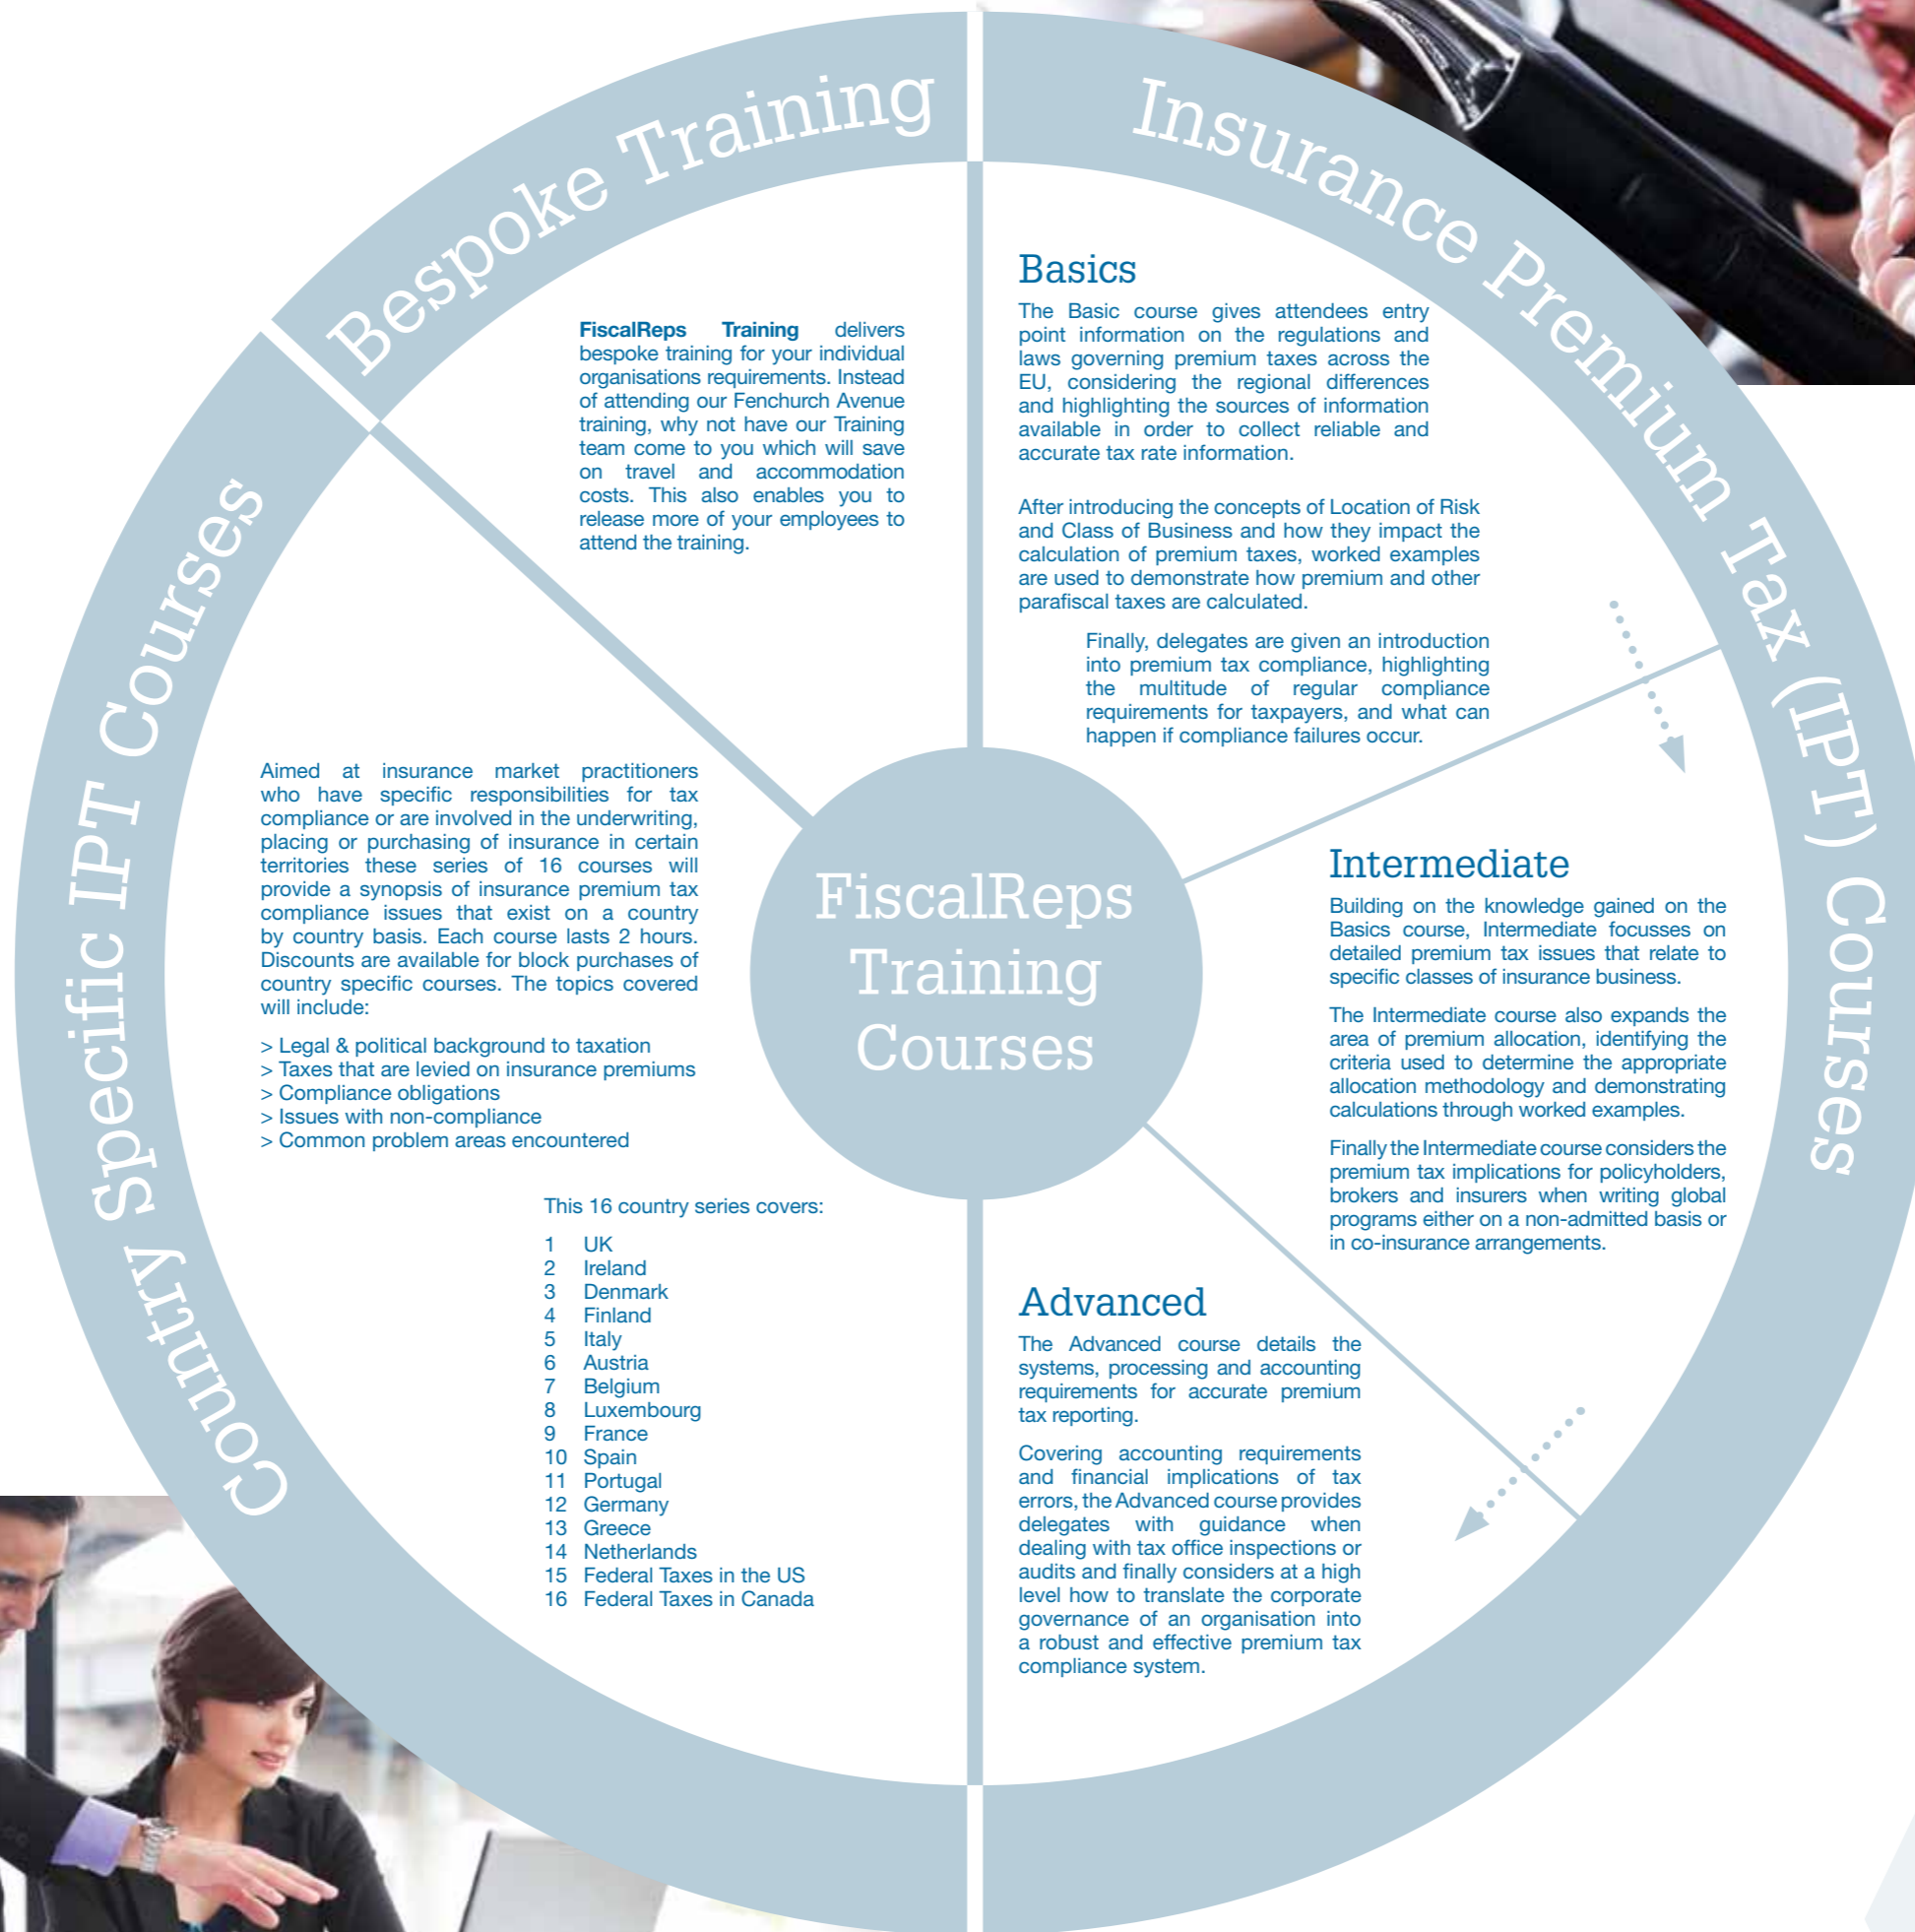 Bespoke Training
FiscalReps Training delivers
bespoke training for your individual
organisations requirements. Instead
of attending our Fenchurch Avenue
training, why not have our Training
team come to you which will save
on travel and accommodation
costs. This also enables you to
release more of your employees to
attend the training.
Insurance Premium Tax (IPT) Courses
Basics
The Basic course gives attendees entry
point information on the regulations and
laws governing premium taxes across the
EU, considering the regional differences
and highlighting the sources of information
available in order to collect reliable and
accurate tax rate information.
After introducing the concepts of Location of Risk
and Class of Business and how they impact the
calculation of premium taxes, worked examples
are used to demonstrate how premium and other
parafiscal taxes are calculated.
Finally, delegates are given an introduction
into premium tax compliance, highlighting
the multitude of regular compliance
requirements for taxpayers, and what can
happen if compliance failures occur.
Intermediate
Building on the knowledge gained on the
Basics course, Intermediate focusses on
detailed premium tax issues that relate to
specific classes of insurance business.
The Intermediate course also expands the
area of premium allocation, identifying the
criteria used to determine the appropriate
allocation methodology and demonstrating
calculations through worked examples.
Finally the Intermediate course considers the
premium tax implications for policyholders,
brokers and insurers when writing global
programs either on a non-admitted basis or
in co-insurance arrangements.
Advanced
The Advanced course details the
systems, processing and accounting
requirements for accurate premium
tax reporting.
Covering accounting requirements
and financial implications of tax
errors, the Advanced course provides
delegates with guidance when
dealing with tax office inspections or
audits and finally considers at a high
level how to translate the corporate
governance of an organisation into
a robust and effective premium tax
compliance system.
FiscalReps
Training
Courses
Country Specific IPT Courses
Aimed at insurance market practitioners
who have specific responsibilities for tax
compliance or are involved in the underwriting,
placing or purchasing of insurance in certain
territories these series of 16 courses will
provide a synopsis of insurance premium tax
compliance issues that exist on a country
by country basis. Each course lasts 2 hours.
Discounts are available for block purchases of
country specific courses. The topics covered
will include:
> Legal & political background to taxation
> Taxes that are levied on insurance premiums
> Compliance obligations
> Issues with non-compliance
> Common problem areas encountered
This 16 country series covers:
1 UK
2 Ireland
3 Denmark
4 Finland
5 Italy
6 Austria
7 Belgium
8 Luxembourg
9 France
10 Spain
11 Portugal
12 Germany
13 Greece
14 Netherlands
15 Federal Taxes in the US
16 Federal Taxes in Canada